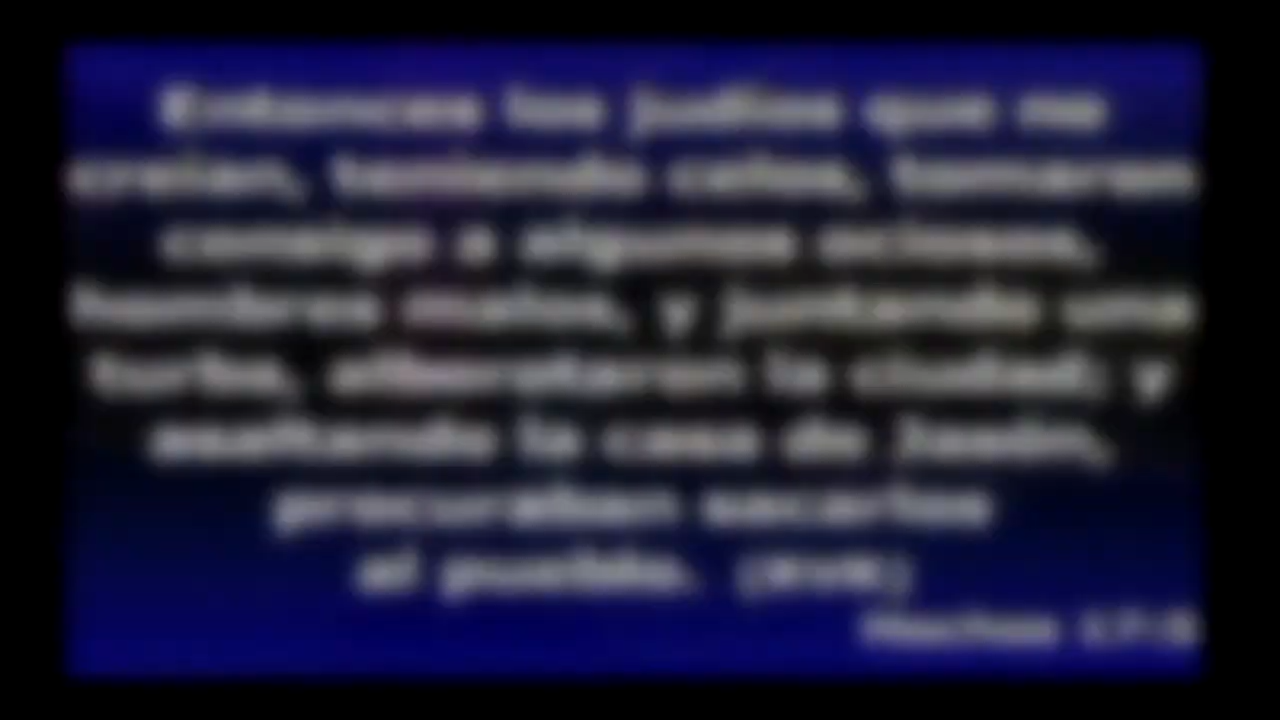 Entonces los judíos que no
creían, teniendo celos, tomaron
consigo a algunos ociosos,
hombres malos, y juntando una
turba, alborotaron la ciudad; y
asaltando la casa de Jasón,
procuraban sacarlos
al pueblo. (RVR)
Hechos 17:5